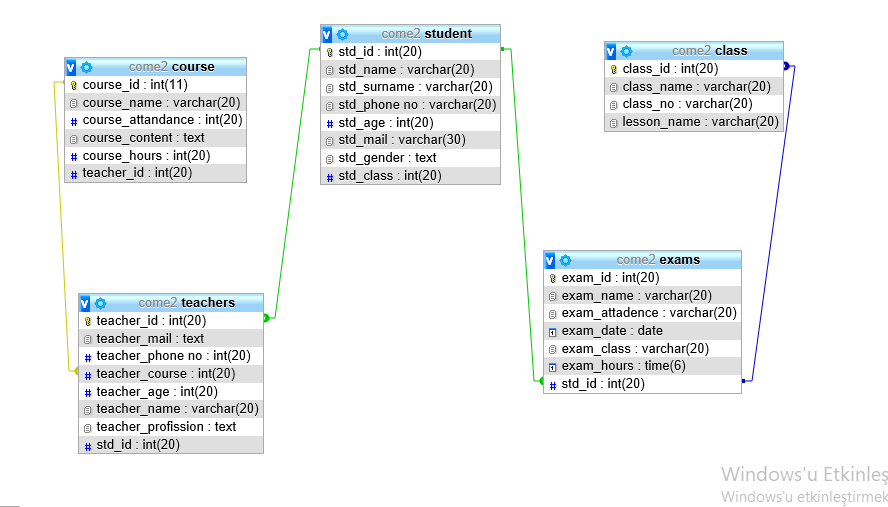 come2 course
course_id : int(11)
course_name : varchar(20)
course_attandance : int(20)
course_content : text
course_hours : int(20)
teacher_id : int(20)
come2 student
std_id : int(20)
std_name : varchar(20)
std_surname : varchar(20)
std_phone no : varchar(20)
std_age : int(20)
std_mail : varchar(30)
std_gender : text
std_class : int(20)
come2 class
class_id : int(20)
class_name : varchar(20)
class_no : varchar(20)
lesson_name : varchar(20)
come2 teachers
teacher_id : int(20)
teacher_mail : text
teacher_phone no : int(20)
teacher_course : int(20)
teacher_age : int(20)
teacher_name : varchar(20)
teacher_profission : text
std_id : int(20)
come2 exams
exam_id : int(20)
exam_name : varchar(20)
exam_attadence : varchar(20)
exam_date : date
exam_class : varchar(20)
exam_hours : time(6)
std_id : int(20)
Windows'u Etkinleş
Windows'u etkinleştirmek